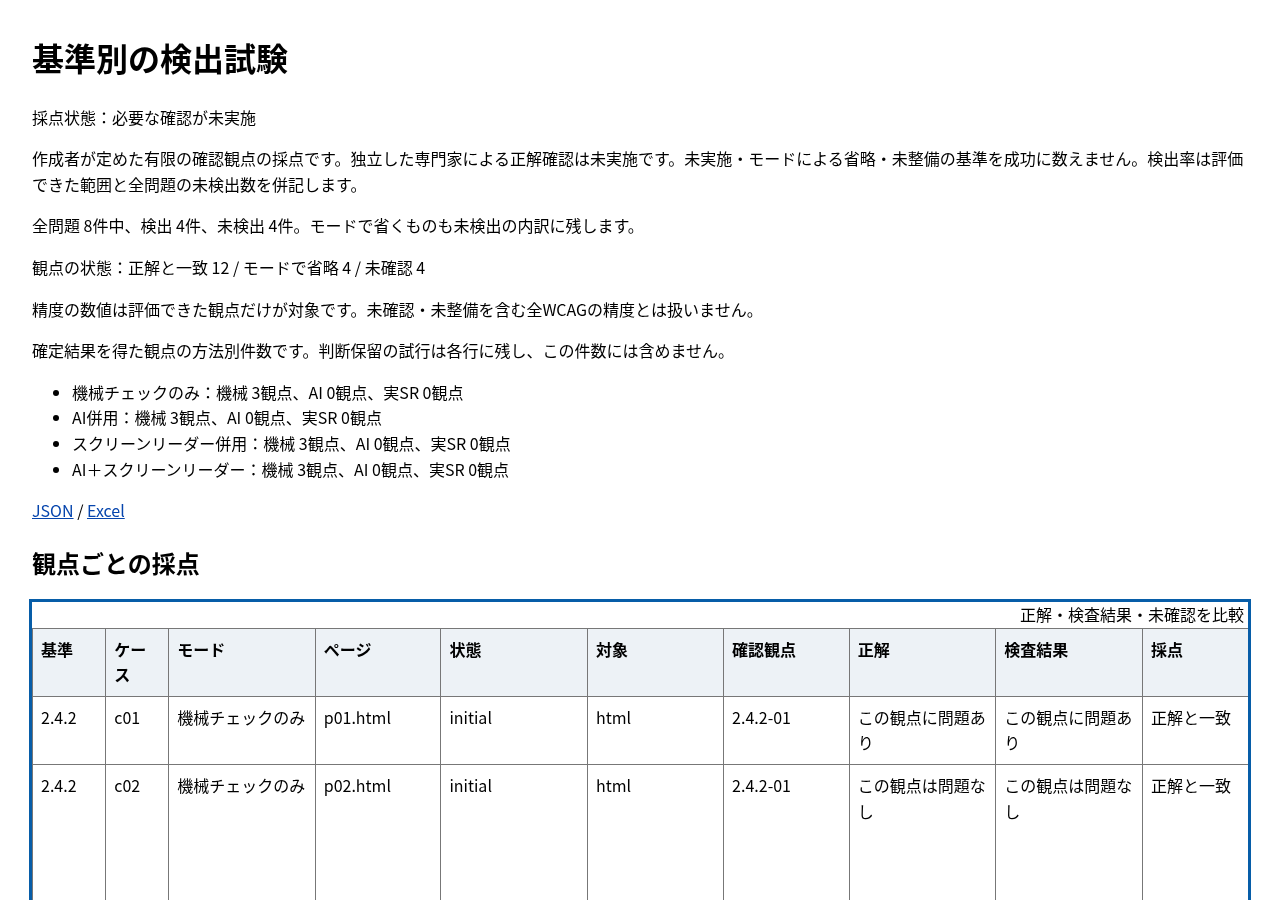 基準別の検出試験
採点状態：必要な確認が未実施
作成者が定めた有限の確認観点の採点です。独立した専門家による正解確認は未実施です。未実施・モードによる省略・未整備の基準を成功に数えません。検出率は評価
できた範囲と全問題の未検出数を併記します。
全問題 8件中、検出 4件、未検出 4件。モードで省くものも未検出の内訳に残します。
観点の状態：正解と一致 12 / モードで省略 4 / 未確認 4
精度の数値は評価できた観点だけが対象です。未確認・未整備を含む全WCAGの精度とは扱いません。
確定結果を得た観点の方法別件数です。判断保留の試行は各行に残し、この件数には含めません。
• 機械チェックのみ：機械 3観点、AI 0観点、実SR 0観点
• AI併用：機械 3観点、AI 0観点、実SR 0観点
• スクリーンリーダー併用：機械 3観点、AI 0観点、実SR 0観点
• AI＋スクリーンリーダー：機械 3観点、AI 0観点、実SR 0観点
JSON / Excel
観点ごとの採点
正解・検査結果・未確認を比較
基準 ケース モード ページ 状態 対象 確認観点 正解 検査結果 採点
2.4.2 c01 機械チェックのみ p01.html initial html 2.4.2-01 この観点に問題あり この観点に問題あり 正解と一致
2.4.2 c02 機械チェックのみ p02.html initial html 2.4.2-01 この観点は問題なし この観点は問題なし 正解と一致